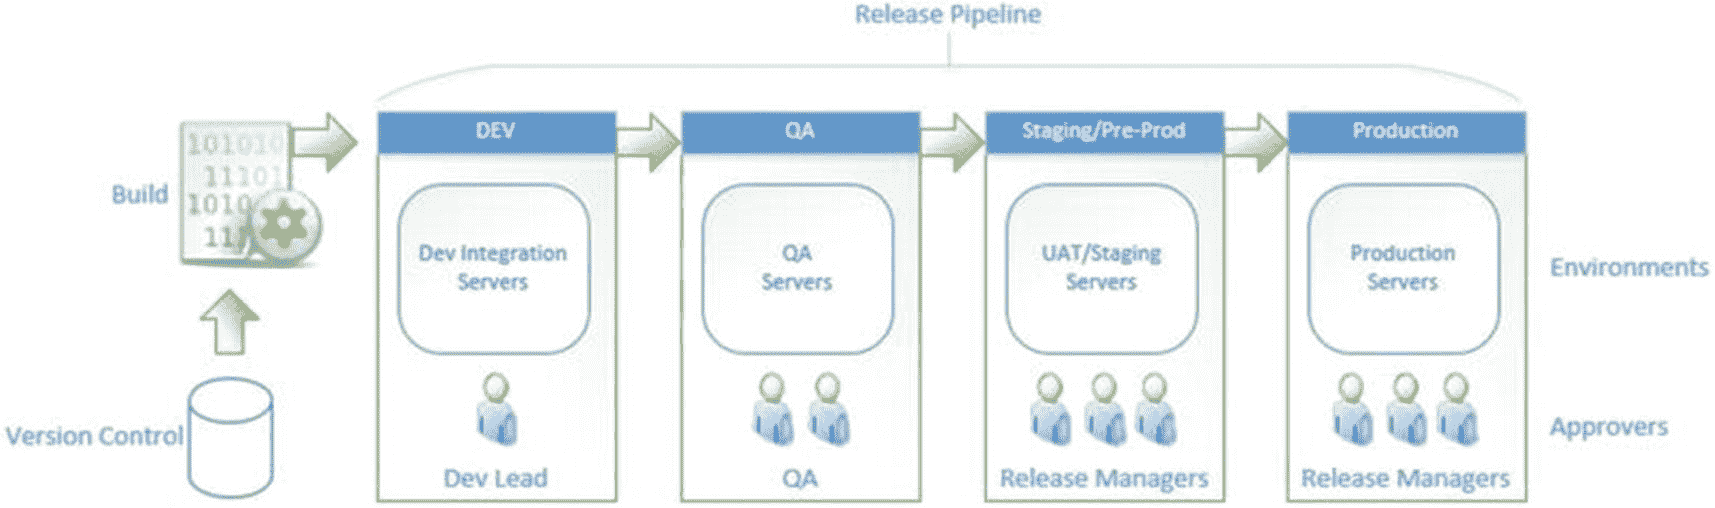 Release Pipeline
DEV
QA
Staging/Pre-Prod
Production
101010
11101
1010
11
Build
Dev Integration
Servers
QA
Servers
UAT/Staging
Servers
Production
Servers
Environments
Version Control
Approvers
Dev Lead
QA
Release Managers
Release Managers